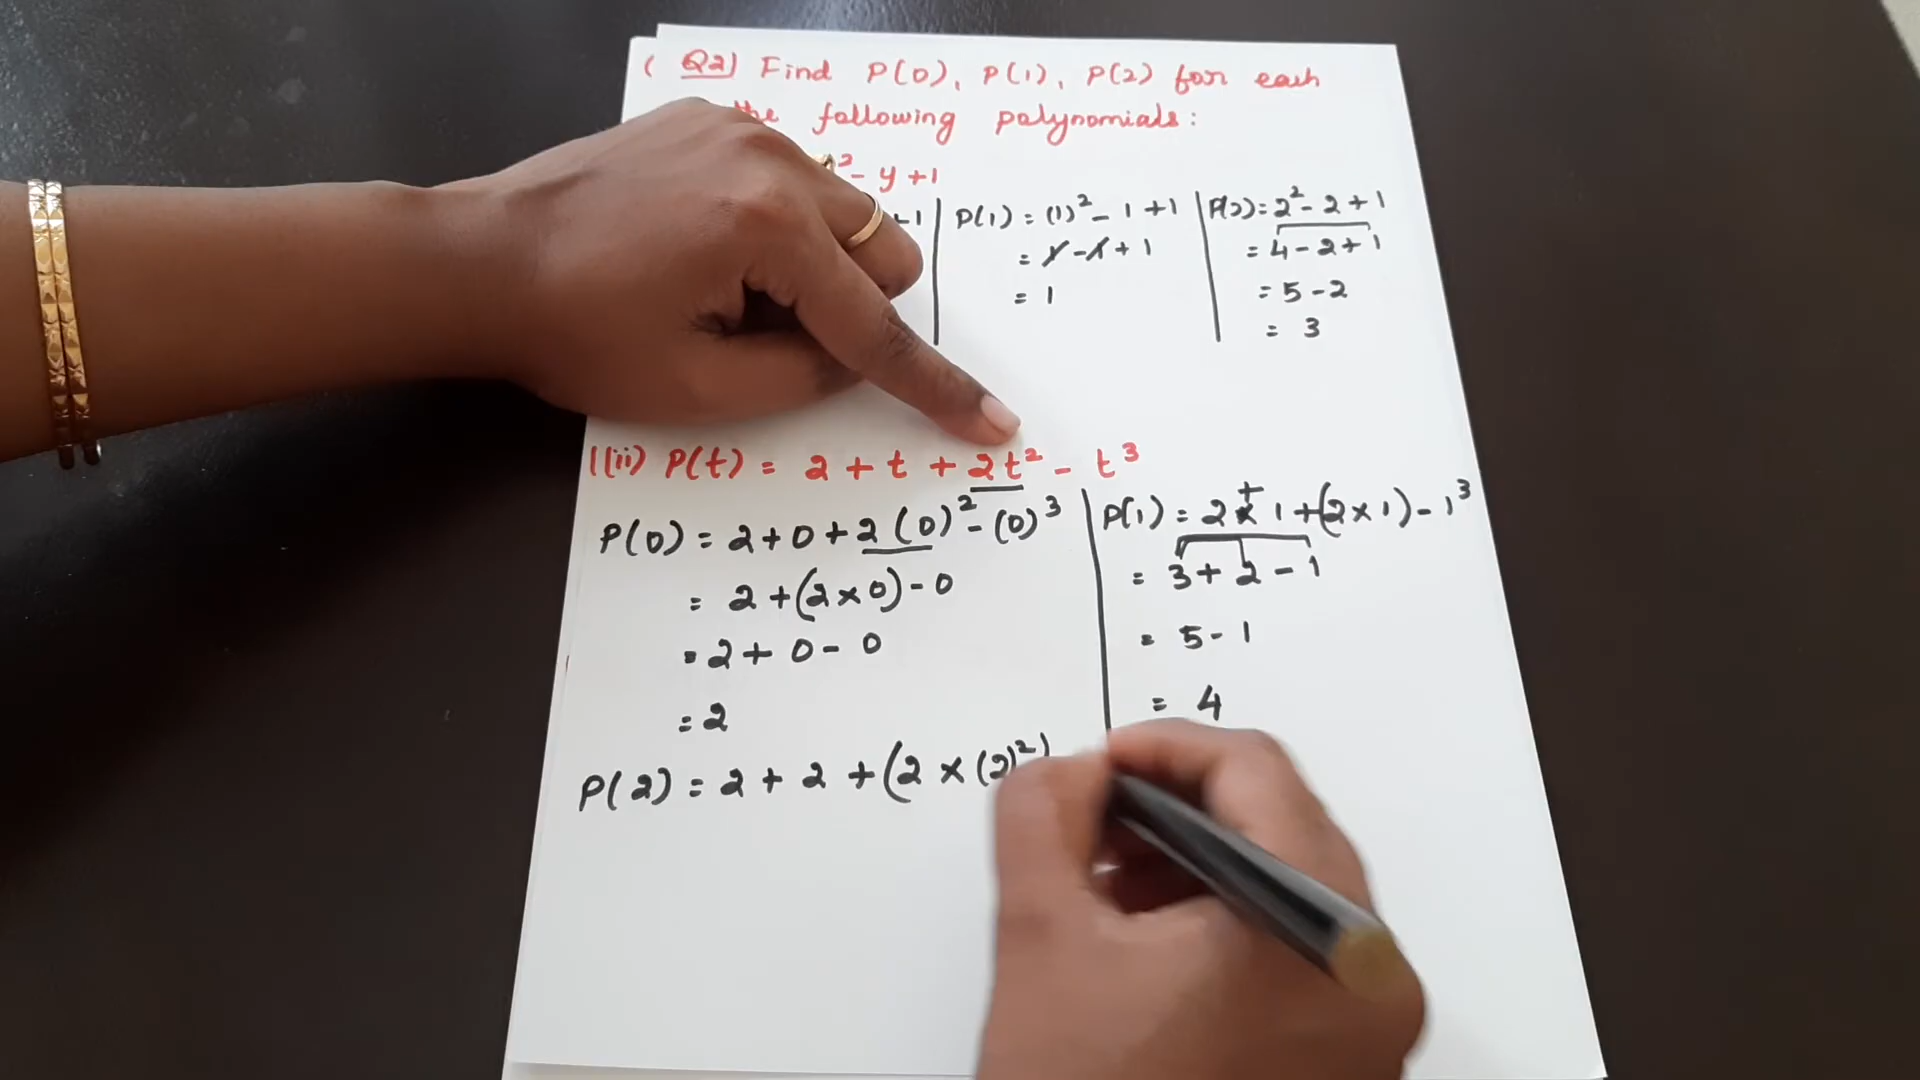 ( Q2) Find P(0), P(1), P(2) for each
the following polynomials:
² - y + 1
+1
P(1) = (1)² - 1 + 1
= 1 - 1 + 1
= 1
P(2) = 2² - 2 + 1
= 4 - 2 + 1
= 5 - 2
= 3
(ii) P(t) = 2 + t + 2t² - t³
P(0) = 2 + 0 + 2 (0)² - (0)³
= 2 + (2 × 0) - 0
= 2 + 0 - 0
= 2
P(1) = 2 + 1 + (2 × 1) - 1³
= 3 + 2 - 1
= 5 - 1
= 4
P(2) = 2 + 2 + (2 × (2)²)